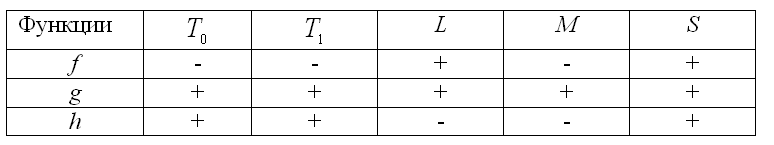 Функции T₀ T₁ L M S
f - - + - +
g + + + + +
h + + - - +